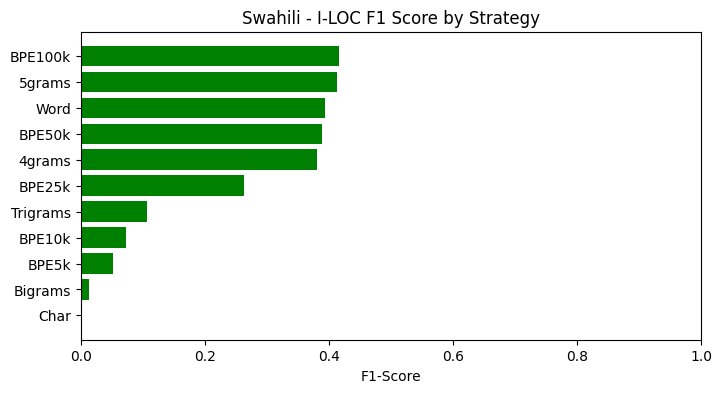 Swahili - I-LOC F1 Score by Strategy
BPE100k
5grams
Word
BPE50k
4grams
BPE25k
Trigrams
BPE10k
BPE5k
Bigrams
Char
0.0 0.2 0.4 0.6 0.8 1.0
F1-Score